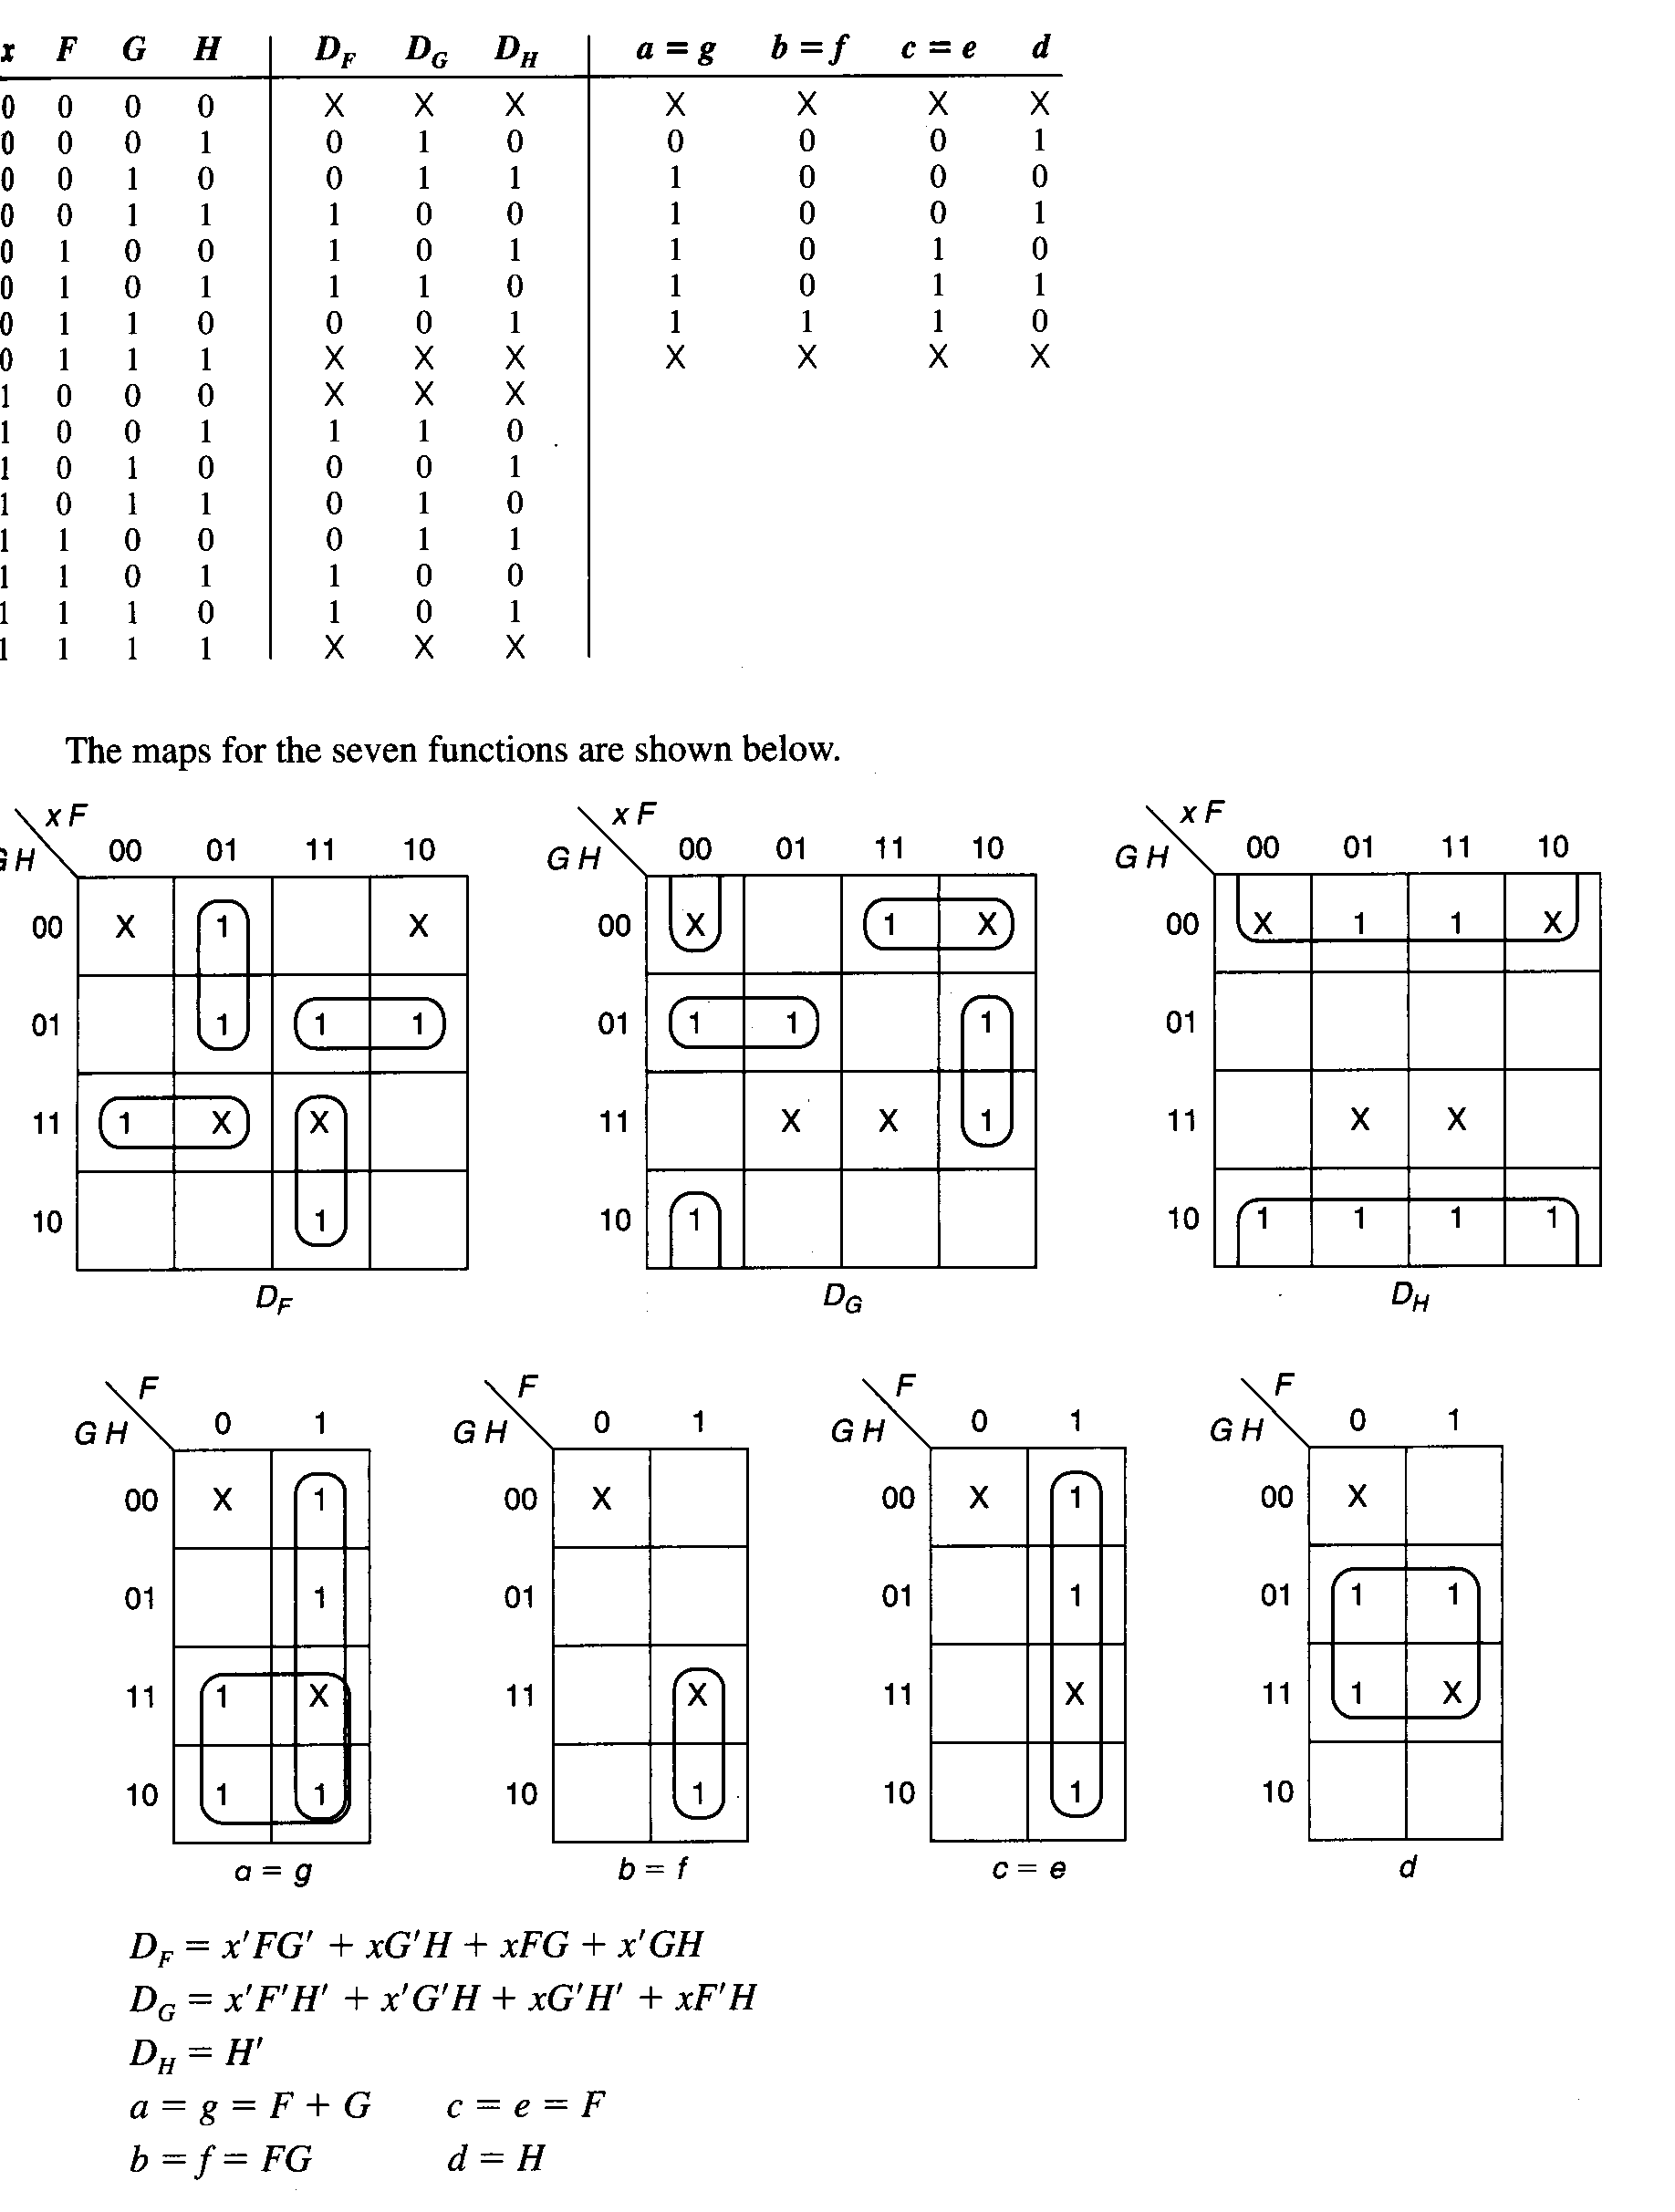 x F G H D_F D_G D_H a = g b = f c = e d
0 0 0 0 X X X X X X X
0 0 0 1 0 1 0 0 0 0 1
0 0 1 0 0 1 1 1 0 0 0
0 0 1 1 1 0 0 1 0 0 1
0 1 0 0 1 0 1 1 0 1 0
0 1 0 1 1 1 0 1 0 1 1
0 1 1 0 0 0 1 1 1 1 0
0 1 1 1 X X X X X X X
1 0 0 0 X X X
1 0 0 1 1 1 0
1 0 1 0 0 0 1
1 0 1 1 0 1 0
1 1 0 0 0 1 1
1 1 0 1 1 0 0
1 1 1 0 1 0 1
1 1 1 1 X X X
The maps for the seven functions are shown below.
x F
G H 00 01 11 10
00 X 1 X
01 1 1 1
11 1 X X
10 1
D_F
x F
G H 00 01 11 10
00 X 1 X
01 1 1 1
11 X X 1
10 1
D_G
x F
G H 00 01 11 10
00 X 1 1 X
01
11 X X
10 1 1 1 1
D_H
F
G H 0 1
00 X 1
01 1
11 1 X
10 1 1
a = g
F
G H 0 1
00 X
01
11 X
10 1
b = f
F
G H 0 1
00 X 1
01 1
11 X
10 1
c = e
F
G H 0 1
00 X
01 1 1
11 1 X
10
d
D_F = x'FG' + xG'H + xFG + x'GH
D_G = x'F'H' + x'G'H + xG'H' + xF'H
D_H = H'
a = g = F + G c = e = F
b = f = FG d = H